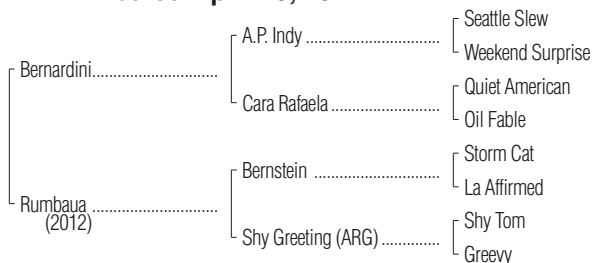 Seattle Slew
A.P. Indy
Weekend Surprise
Bernardini
Quiet American
Cara Rafaela
Oil Fable
Storm Cat
Bernstein
La Affirmed
Rumbaua
(2012)
Shy Tom
Shy Greeting (ARG)
Greevy